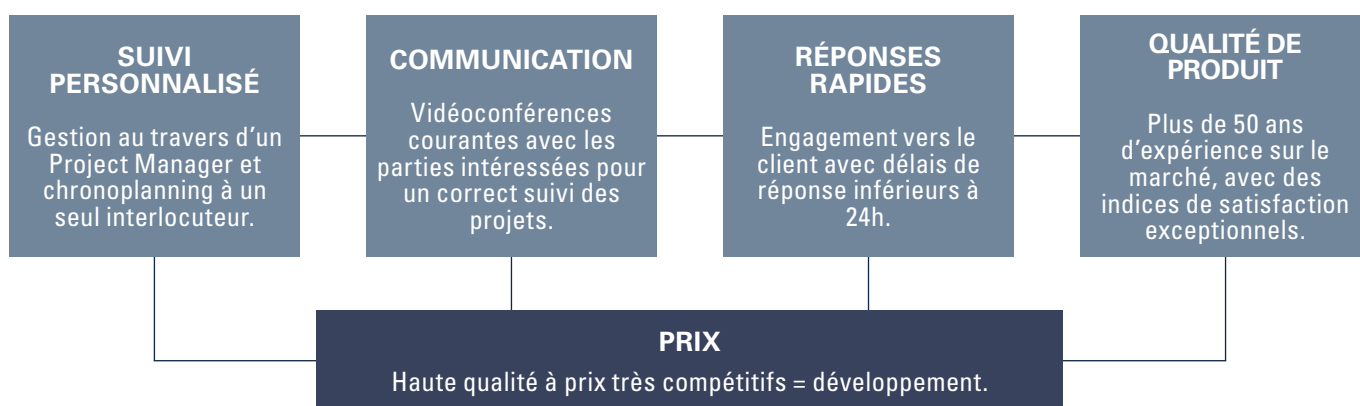 SUIVI
PERSONNALISÉ
Gestion au travers d’un
Project Manager et
chronoplanning à un
seul interlocuteur.
COMMUNICATION
Vidéoconférences
courantes avec les
parties intéressées pour
un correct suivi des
projets.
RÉPONSES
RAPIDES
Engagement vers le
client avec délais de
réponse inférieurs à
24h.
QUALITÉ DE
PRODUIT
Plus de 50 ans
d’expérience sur le
marché, avec des
indices de satisfaction
exceptionnels.
PRIX
Haute qualité à prix très compétitifs = développement.